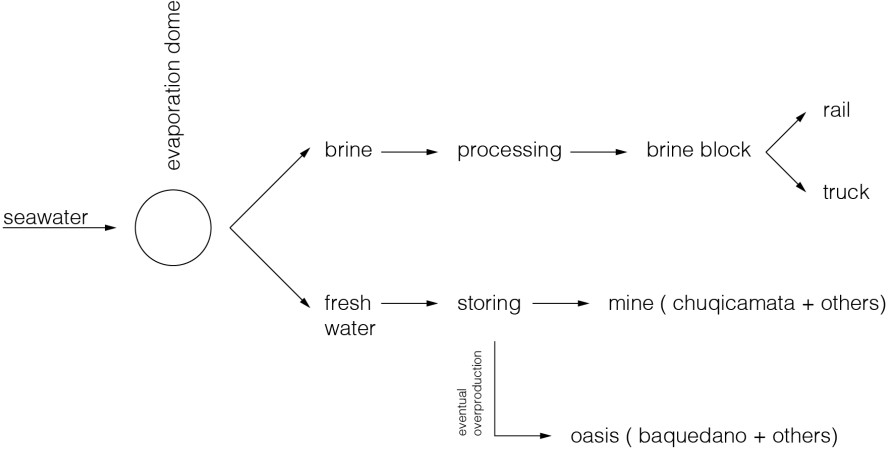 evaporation dome
seawater
brine
processing
brine block
rail
truck
fresh
water
storing
mine ( chuqicamata + others)
eventual
overproduction
oasis ( baquedano + others)